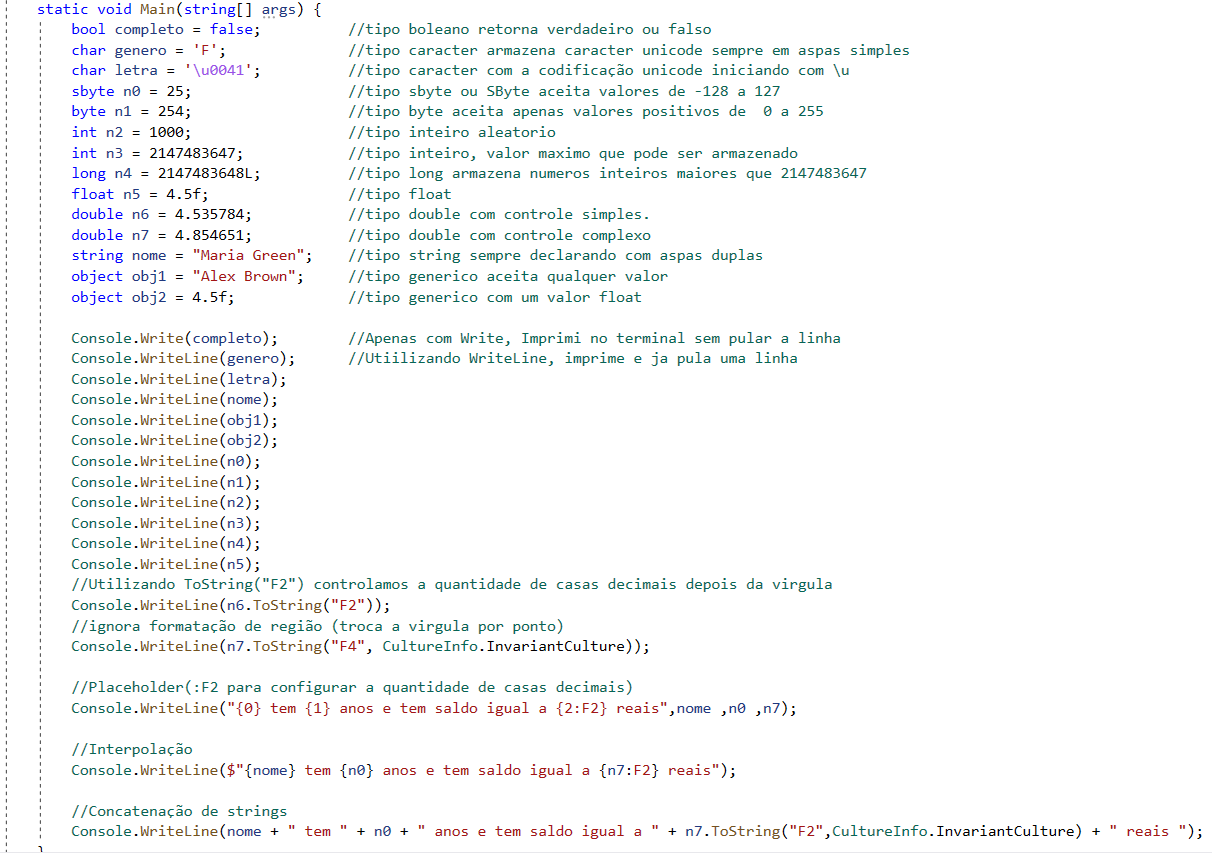 static void Main(string[] args) {
bool completo = false; //tipo boleano retorna verdadeiro ou falso
char genero = 'F'; //tipo caracter armazena caracter unicode sempre em aspas simples
char letra = '\u0041'; //tipo caracter com a codificação unicode iniciando com \u
sbyte n0 = 25; //tipo sbyte ou SByte aceita valores de -128 a 127
byte n1 = 254; //tipo byte aceita apenas valores positivos de  0 a 255
int n2 = 1000; //tipo inteiro aleatorio
int n3 = 2147483647; //tipo inteiro, valor maximo que pode ser armazenado
long n4 = 2147483648L; //tipo long armazena numeros inteiros maiores que 2147483647
float n5 = 4.5f; //tipo float
double n6 = 4.535784; //tipo double com controle simples.
double n7 = 4.854651; //tipo double com controle complexo
string nome = "Maria Green"; //tipo string sempre declarando com aspas duplas
object obj1 = "Alex Brown"; //tipo generico aceita qualquer valor
object obj2 = 4.5f; //tipo generico com um valor float
Console.Write(completo); //Apenas com Write, Imprimi no terminal sem pular a linha
Console.WriteLine(genero); //Utiilizando WriteLine, imprime e ja pula uma linha
Console.WriteLine(letra);
Console.WriteLine(nome);
Console.WriteLine(obj1);
Console.WriteLine(obj2);
Console.WriteLine(n0);
Console.WriteLine(n1);
Console.WriteLine(n2);
Console.WriteLine(n3);
Console.WriteLine(n4);
Console.WriteLine(n5);
//Utilizando ToString("F2") controlamos a quantidade de casas decimais depois da virgula
Console.WriteLine(n6.ToString("F2"));
//ignora formatação de região (troca a virgula por ponto)
Console.WriteLine(n7.ToString("F4", CultureInfo.InvariantCulture));
//Placeholder(:F2 para configurar a quantidade de casas decimais)
Console.WriteLine("{0} tem {1} anos e tem saldo igual a {2:F2} reais",nome ,n0 ,n7);
//Interpolação
Console.WriteLine($"{nome} tem {n0} anos e tem saldo igual a {n7:F2} reais");
//Concatenação de strings
Console.WriteLine(nome + " tem " + n0 + " anos e tem saldo igual a " + n7.ToString("F2",CultureInfo.InvariantCulture) + " reais ");
}